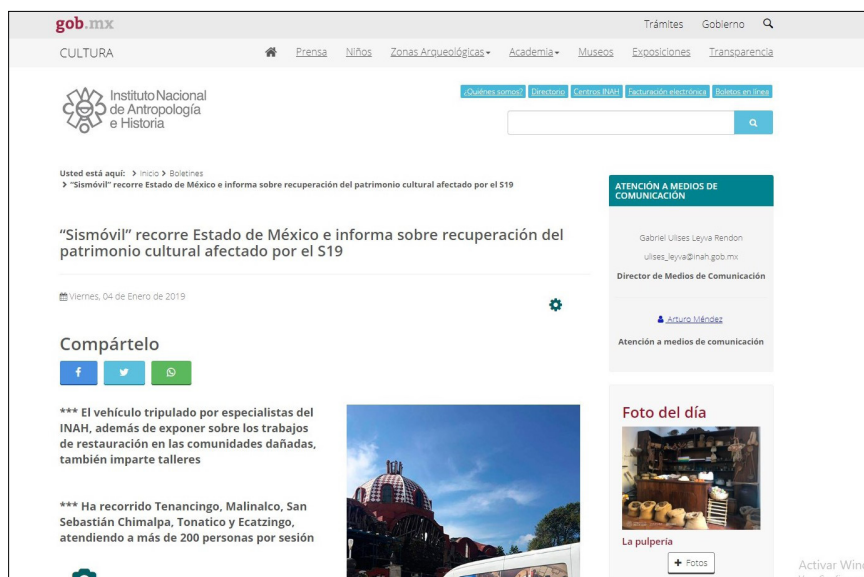 gob.mx
Trámites Gobierno
CULTURA
Prensa Niños Zonas Arqueológicas Academia Museos Exposiciones Transparencia
Instituto Nacional
de Antropología
e Historia
¿Quiénes somos? Directorio Centros INAH Facturación electrónica Boletos en línea
Usted está aquí: > Inicio > Boletines
> "Sismóvil" recorre Estado de México e informa sobre recuperación del patrimonio cultural afectado por el S19
"Sismóvil" recorre Estado de México e informa sobre recuperación del
patrimonio cultural afectado por el S19
Viernes, 04 de Enero de 2019
Compártelo
*** El vehículo tripulado por especialistas del
INAH, además de exponer sobre los trabajos
de restauración en las comunidades dañadas,
también imparte talleres
*** Ha recorrido Tenancingo, Malinalco, San
Sebastián Chimalpa, Tonatico y Ecatzingo,
atendiendo a más de 200 personas por sesión
ATENCIÓN A MEDIOS DE
COMUNICACIÓN
Gabriel Ulises Leyva Rendon
ulises_leyva@inah.gob.mx
Director de Medios de Comunicación
Arturo Méndez
Atención a medios de comunicación
Foto del día
La pulpería
+ Fotos
Activar Win